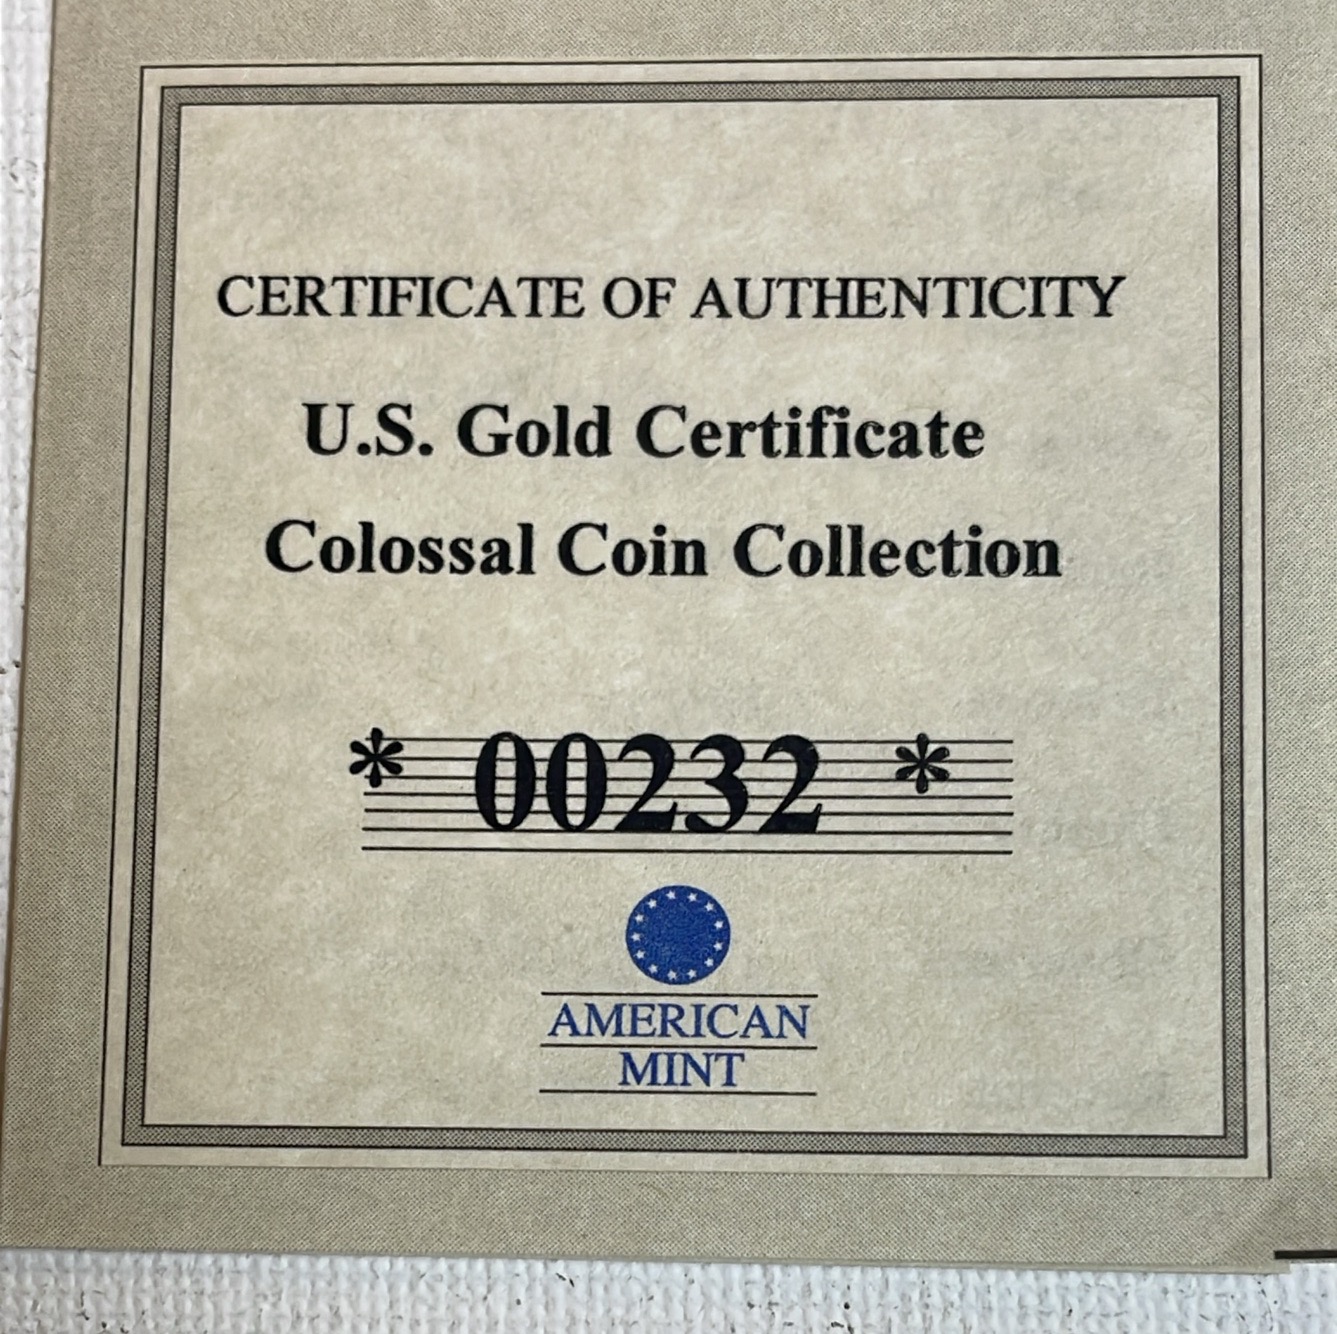 CERTIFICATE OF AUTHENTICITY
U.S. Gold Certificate
Colossal Coin Collection
* 00232 *
AMERICAN
MINT